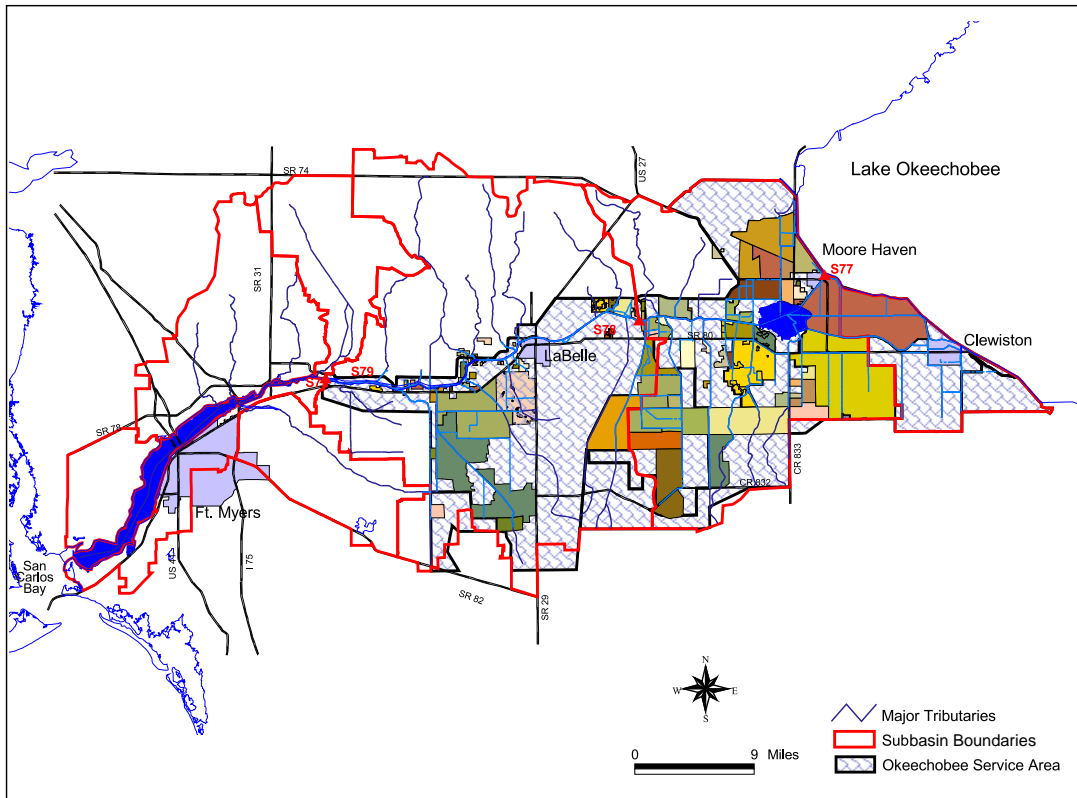 Lake Okeechobee
SR 74
US 27
Moore Haven
S77
SR 31
S78
SR 80
Clewiston
LaBelle
S79
SR 78
CR 833
CR 832
Ft. Myers
San
Carlos
Bay
US 41
I 75
SR 82
SR 29
N
W
E
S
Major Tributaries
0
9
Miles
Subbasin Boundaries
Okeechobee Service Area